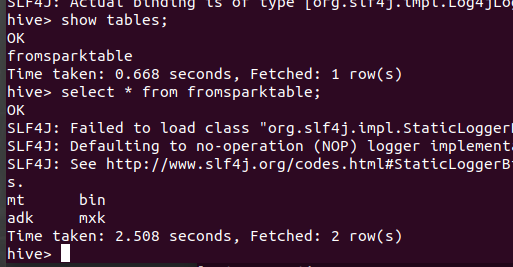 SLF4J: Actual binding is of type [org.slf4j.impl.Log4jLog
hive> show tables;
OK
fromsparktable
Time taken: 0.668 seconds, Fetched: 1 row(s)
hive> select * from fromsparktable;
OK
SLF4J: Failed to load class "org.slf4j.impl.StaticLoggerB
SLF4J: Defaulting to no-operation (NOP) logger implementa
SLF4J: See http://www.slf4j.org/codes.html#StaticLoggerBi
s.
mt bin
adk mxk
Time taken: 2.508 seconds, Fetched: 2 row(s)
hive>